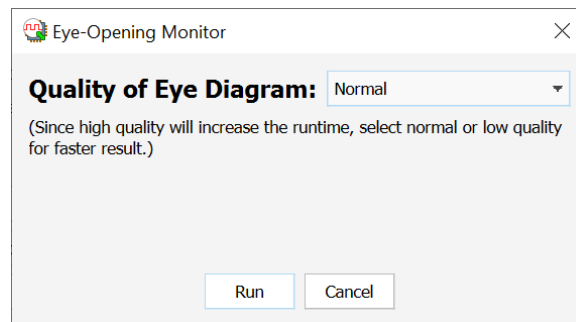 Eye-Opening Monitor
Quality of Eye Diagram: Normal
(Since high quality will increase the runtime, select normal or low quality
for faster result.)
Run Cancel